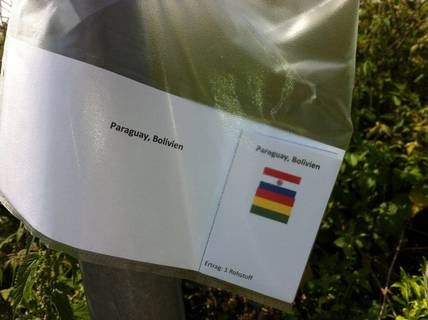 Paraguay, Bolivien
Paraguay, Bolivien
Ertrag: 1 Rohstoff